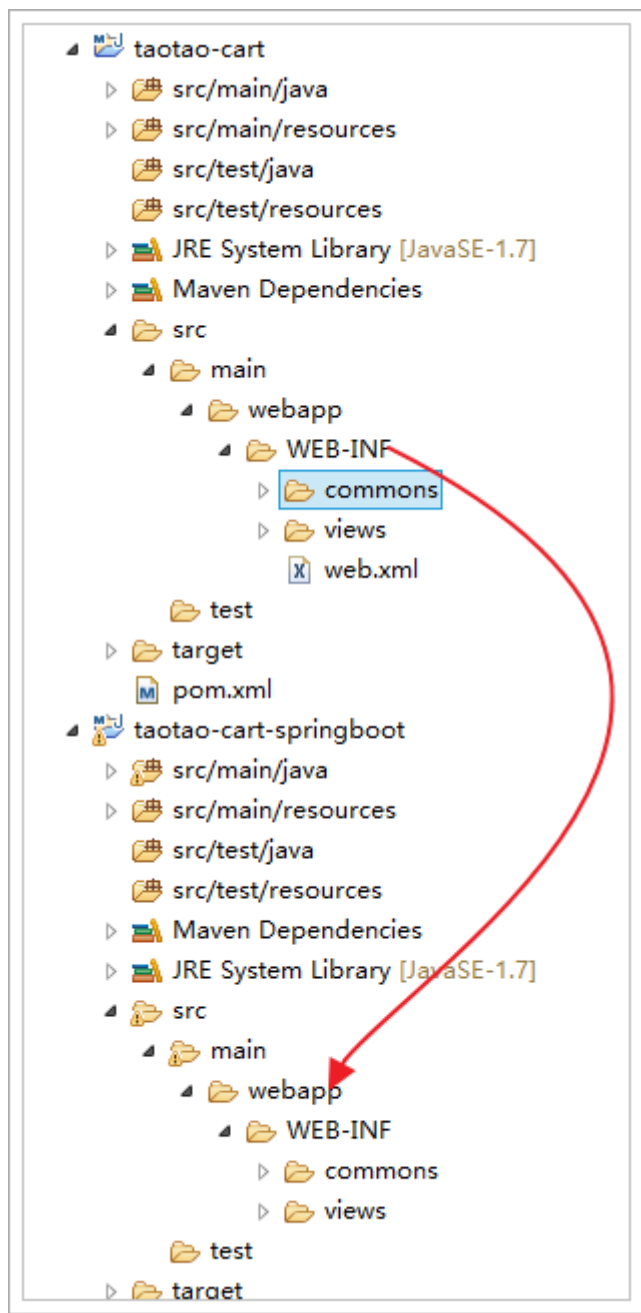 taotao-cart
src/main/java
src/main/resources
src/test/java
src/test/resources
JRE System Library [JavaSE-1.7]
Maven Dependencies
src
main
webapp
WEB-INF
commons
views
web.xml
test
target
pom.xml
taotao-cart-springboot
src/main/java
src/main/resources
src/test/java
src/test/resources
Maven Dependencies
JRE System Library [JavaSE-1.7]
src
main
webapp
WEB-INF
commons
views
test
target